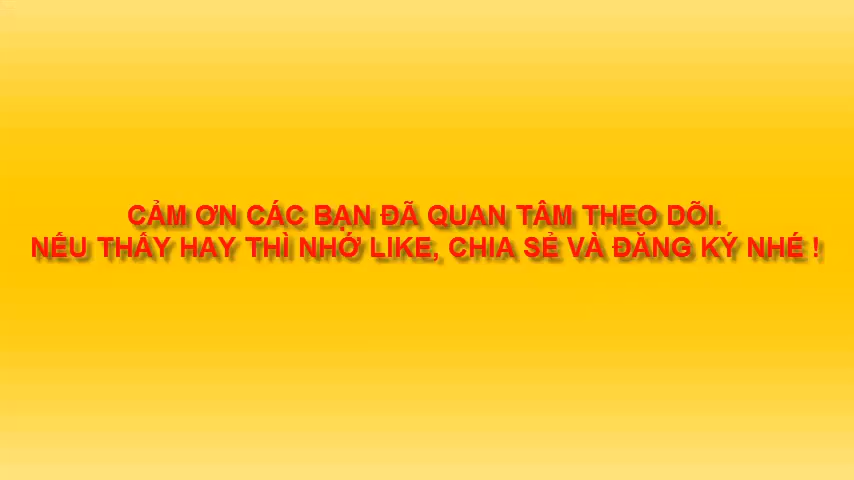 CẢM ƠN CÁC BẠN ĐÃ QUAN TÂM THEO DÕI.
NẾU THẤY HAY THÌ NHỚ LIKE, CHIA SẺ VÀ ĐĂNG KÝ NHÉ !